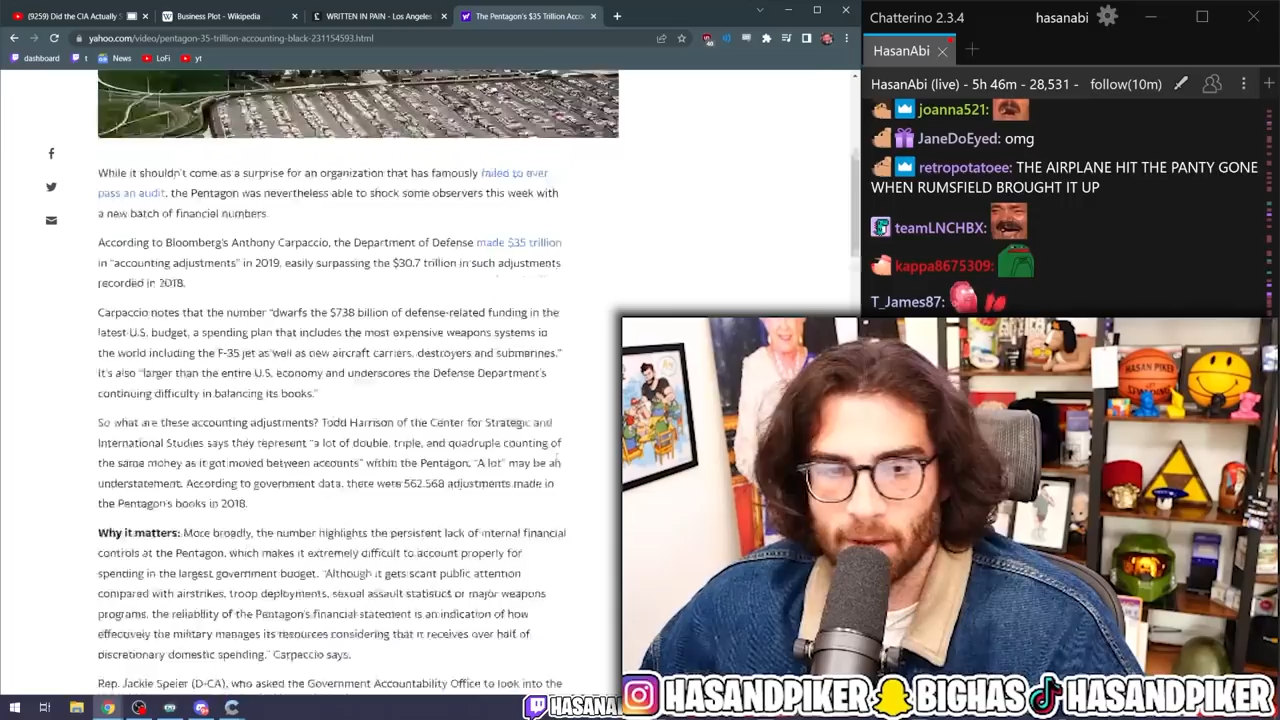 (9259) Did the CIA Actually S
Business Plot - Wikipedia
WRITTEN IN PAIN - Los Angeles
The Pentagon's $35 Trillion Acco
yahoo.com/video/pentagon-35-trillion-accounting-black-231154593.html
dashboard
t
News
LoFi
yt
While it shouldn't come as a surprise for an organization that has famously failed to ever
pass an audit, the Pentagon was nevertheless able to shock some observers this week with
a new batch of financial numbers.
According to Bloomberg's Anthony Carpaccio, the Department of Defense made $35 trillion
in "accounting adjustments" in 2019, easily surpassing the $30.7 trillion in such adjustments
recorded in 2018.
Carpaccio notes that the number "dwarfs the $738 billion of defense-related funding in the
latest U.S. budget, a spending plan that includes the most expensive weapons systems in
the world including the F-35 jet as well as new aircraft carriers, destroyers and submarines."
It's also "larger than the entire U.S. economy and underscores the Defense Department's
continuing difficulty in balancing its books."
So what are these accounting adjustments? Todd Harrison of the Center for Strategic and
International Studies says they represent "a lot of double, triple, and quadruple counting of
the same money as it got moved between accounts" within the Pentagon. "A lot" may be an
understatement. According to government data, there were 562,568 adjustments made in
the Pentagon's books in 2018.
Why it matters: More broadly, the number highlights the persistent lack of internal financial
controls at the Pentagon, which makes it extremely difficult to account properly for
spending in the largest government budget. "Although it gets scant public attention
compared with airstrikes, troop deployments, sexual assault statistics or major weapons
programs, the reliability of the Pentagon's financial statement is an indication of how
effectively the military manages its resources considering that it receives over half of
discretionary domestic spending," Carpaccio says.
Rep. Jackie Speier (D-CA), who asked the Government Accountability Office to look into the
Chatterino 2.3.4
hasanabi
HasanAbi
HasanAbi (live) - 5h 46m - 28,531 - follow(10m)
joanna521:
JaneDoEyed: omg
retropotatoee: THE AIRPLANE HIT THE PANTY GONE
WHEN RUMSFIELD BROUGHT IT UP
teamLNCHBX:
kappa8675309:
T_James87:
HASAN PIKER
HASANA
HASANDPIKER
BIGHAS
HASANDPIKER